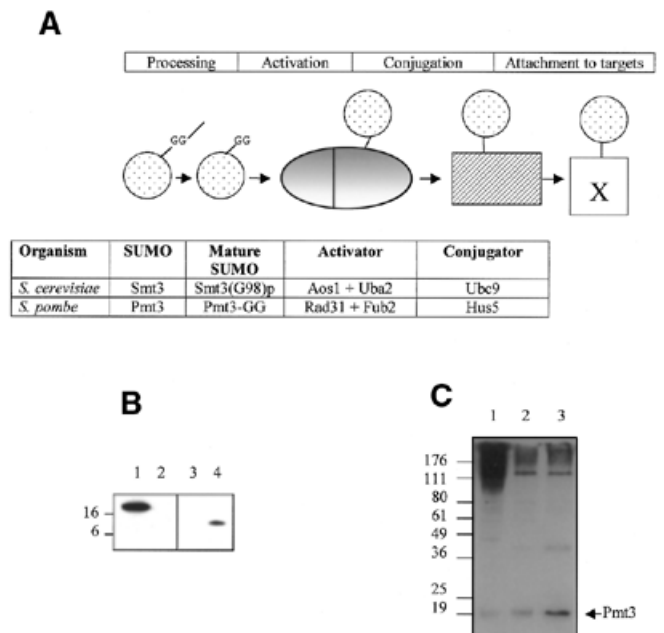 A
Processing Activation Conjugation Attachment to targets
GG GG
X
Organism SUMO Mature SUMO Activator Conjugator
S. cerevisiae Smt3 Smt3(G98)p Aos1 + Uba2 Ubc9
S. pombe Pmt3 Pmt3-GG Rad31 + Fub2 Hus5
B
1 2 3 4
16
6
C
1 2 3
176
111
80
61
49
36
25
19
Pmt3